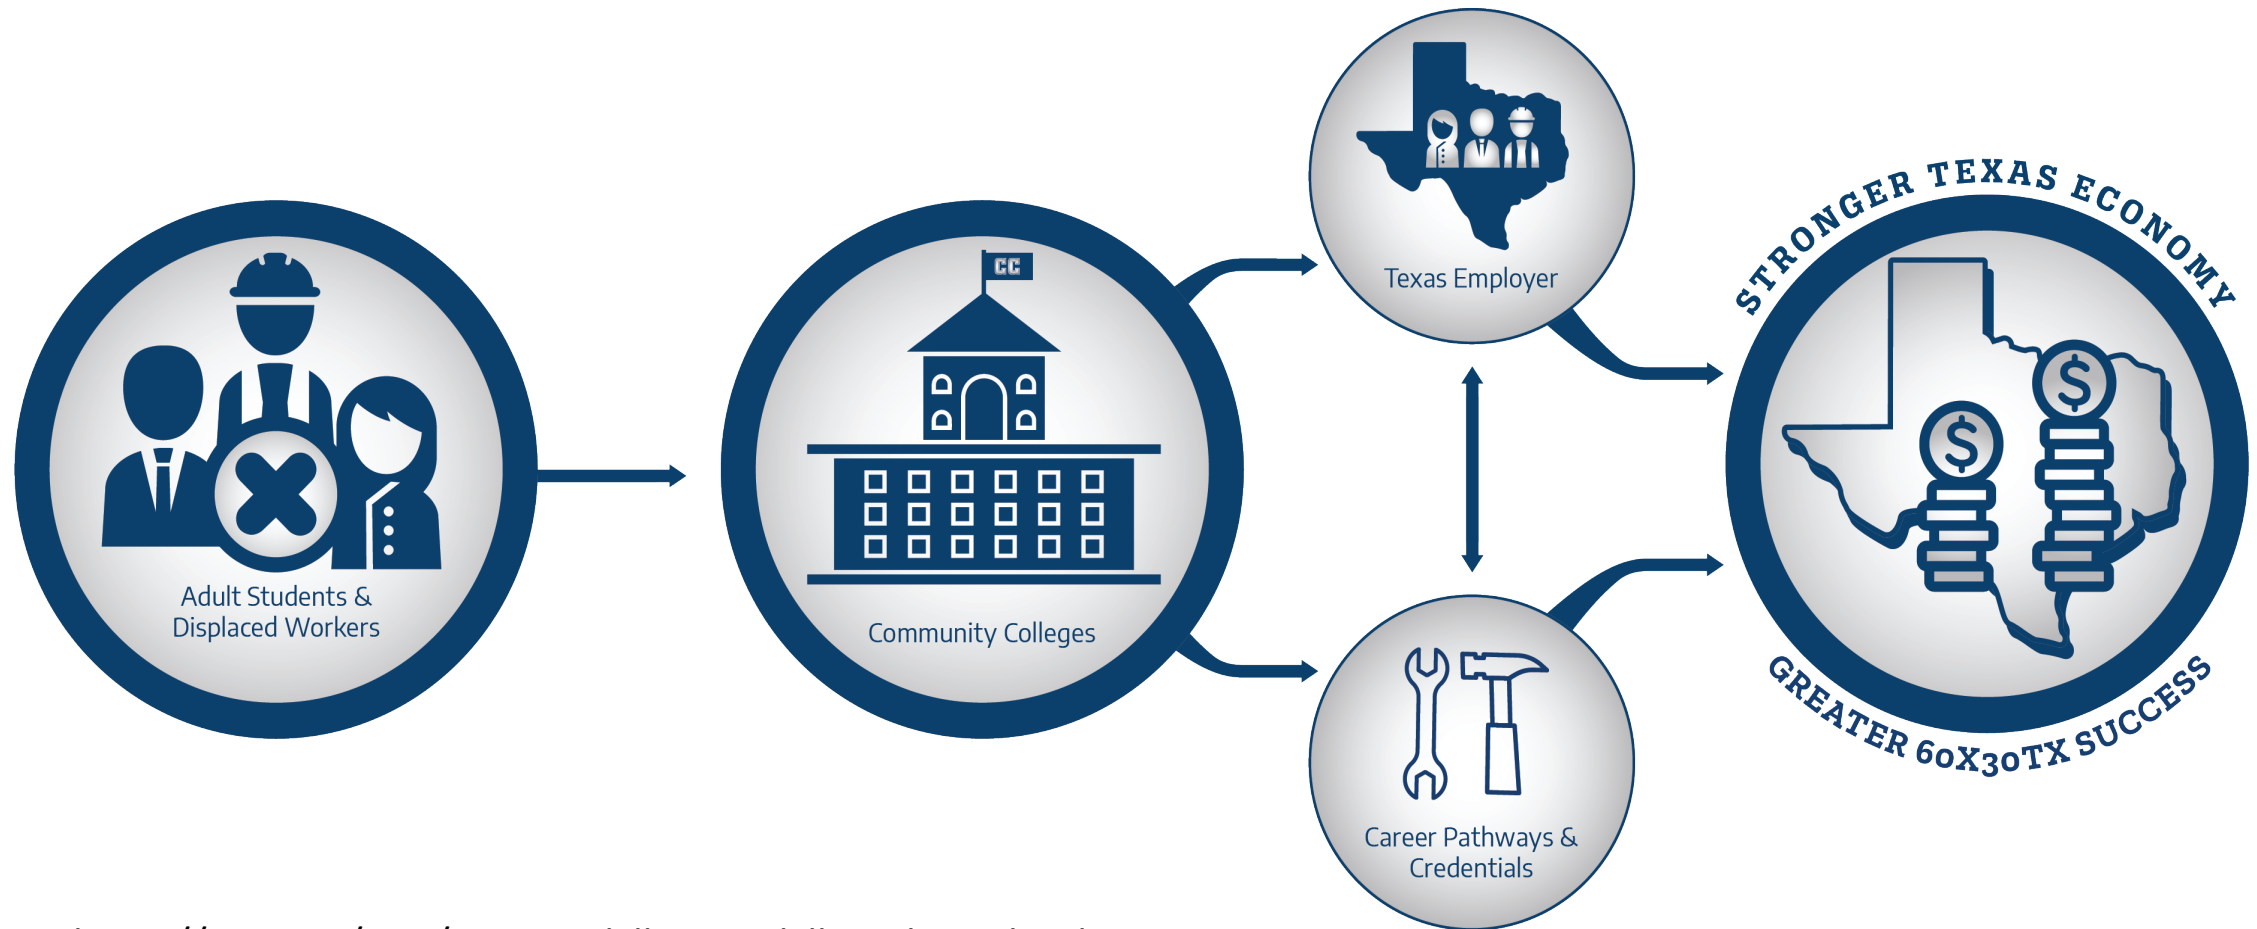 Adult Students &
Displaced Workers
CC
Community Colleges
Texas Employer
Career Pathways &
Credentials
STRONGER TEXAS ECONOMY
$
$
GREATER 60X30TX SUCCESS